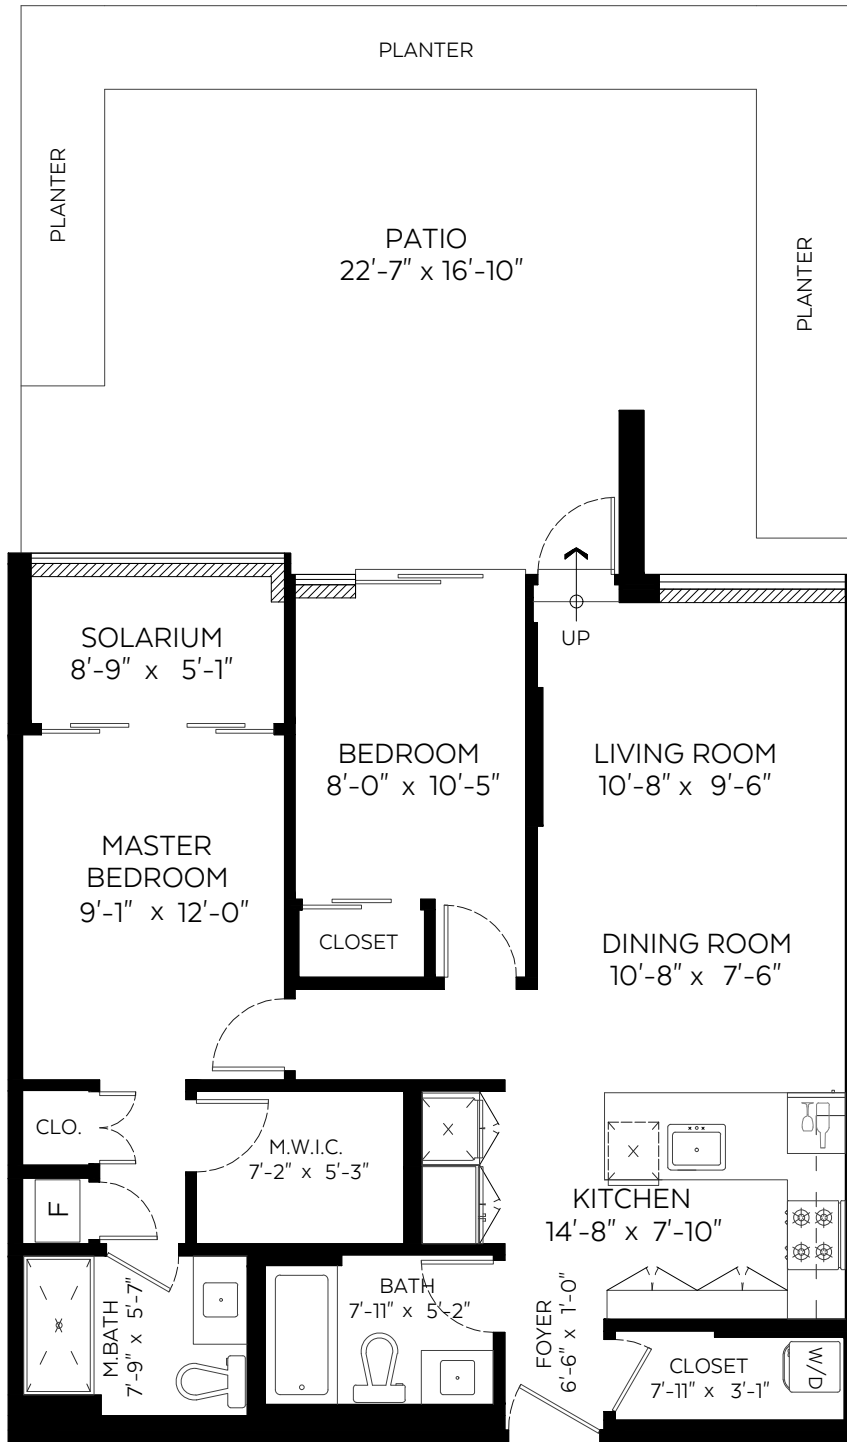 PLANTER
PLANTER
PLANTER
PATIO
22'-7" x 16'-10"
SOLARIUM
8'-9" x 5'-1"
UP
BEDROOM
8'-0" x 10'-5"
LIVING ROOM
10'-8" x 9'-6"
MASTER
BEDROOM
9'-1" x 12'-0"
CLOSET
DINING ROOM
10'-8" x 7'-6"
CLO.
M.W.I.C.
7'-2" x 5'-3"
F
KITCHEN
14'-8" x 7'-10"
M.BATH
7'-9" x 5'-7"
BATH
7'-11" x 5'-2"
FOYER
6'-6" x 1'-0"
CLOSET
7'-11" x 3'-1"
W/D